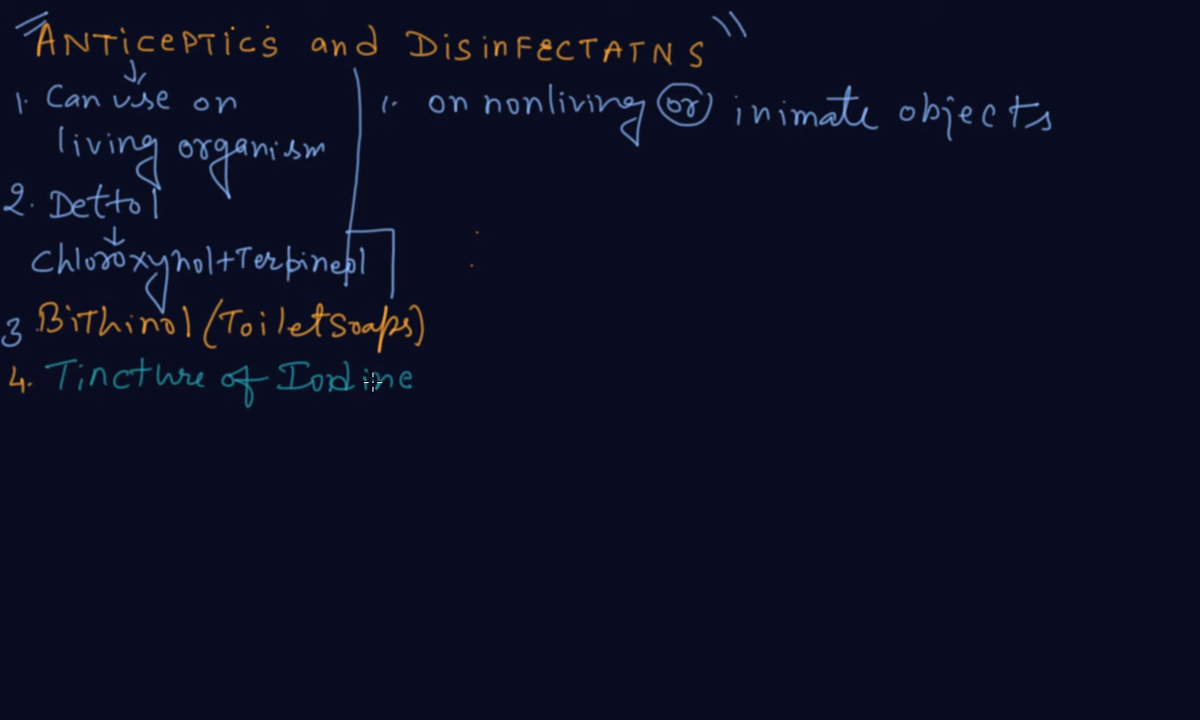 "ANTicePTics and DisinFECTATNS"
1. Can use on
living organism
2. Dettol
Chloroxynol+Terpineol
3 BiThinol (ToiletSoaps)
4. Tincture of Iodine
1. on nonliving or inimate objects